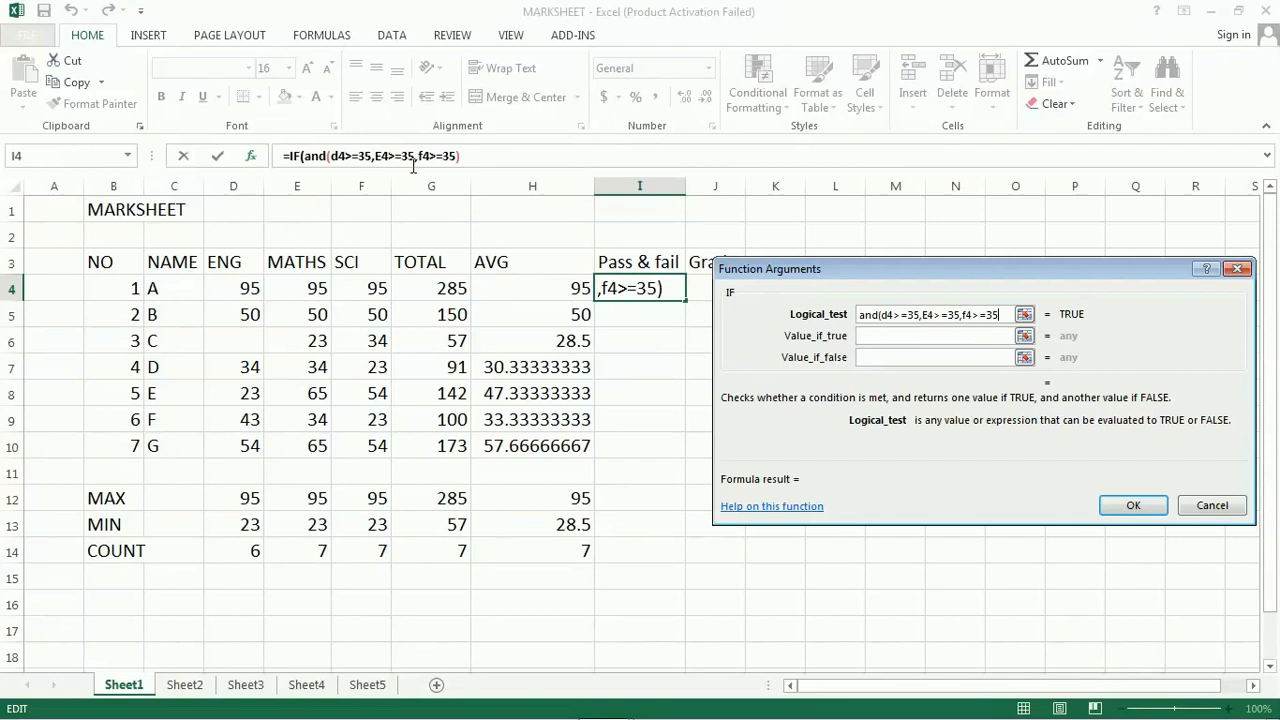 MARKSHEET - Excel (Product Activation Failed)
FILE HOME INSERT PAGE LAYOUT FORMULAS DATA REVIEW VIEW ADD-INS Sign in
Paste Cut Copy Format Painter Clipboard
16 B I U A Font
Wrap Text Merge & Center Alignment
General $ % , Number
Conditional Formatting Format as Table Cell Styles Styles
Insert Delete Format Cells
AutoSum Fill Clear Sort & Filter Find & Select Editing
I4 fx =IF(and(d4>=35,E4>=35,f4>=35)
A B C D E F G H I J K L M N O P Q R S
1 MARKSHEET
2
3 NO NAME ENG MATHS SCI TOTAL AVG Pass & fail
4 1 A 95 95 95 285 95 ,f4>=35)
5 2 B 50 50 50 150 50
6 3 C 23 34 57 28.5
7 4 D 34 34 23 91 30.33333333
8 5 E 23 65 54 142 47.33333333
9 6 F 43 34 23 100 33.33333333
10 7 G 54 65 54 173 57.66666667
11
12 MAX 95 95 95 285 95
13 MIN 23 23 23 57 28.5
14 COUNT 6 7 7 7 7
15
16
17
18
Function Arguments
IF
Logical_test and(d4>=35,E4>=35,f4>=35 = TRUE
Value_if_true = any
Value_if_false = any
=
Checks whether a condition is met, and returns one value if TRUE, and another value if FALSE.
Logical_test is any value or expression that can be evaluated to TRUE or FALSE.
Formula result =
Help on this function OK Cancel
Sheet1 Sheet2 Sheet3 Sheet4 Sheet5
EDIT 100%